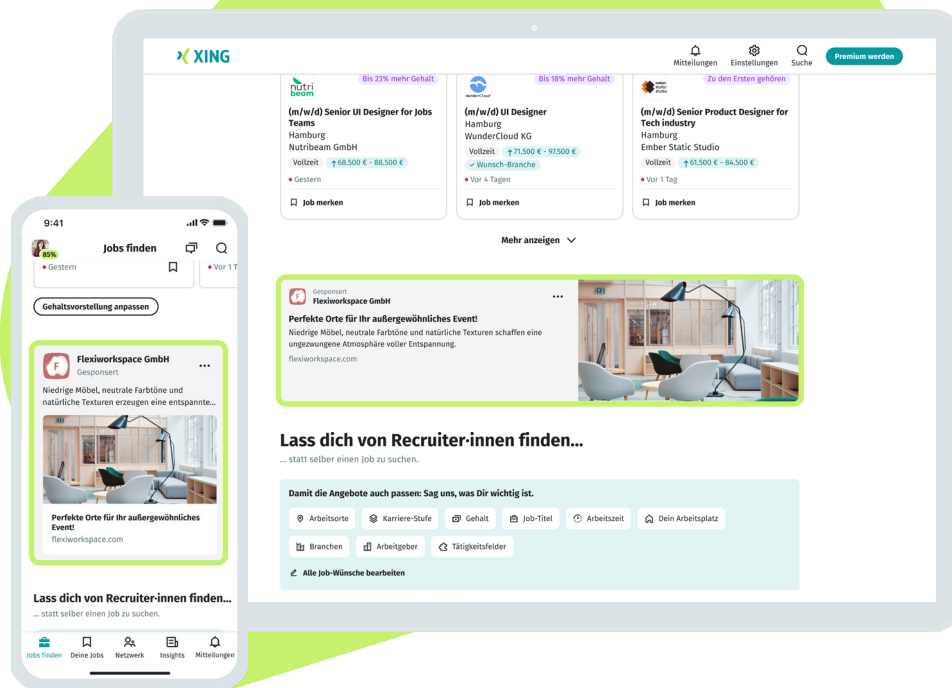 XING
Mitteilungen
Einstellungen
Suche
Premium werden
nutri
beam
Bis 23% mehr Gehalt
(m/w/d) Senior UI Designer for Jobs
Teams
Hamburg
Nutribeam GmbH
Vollzeit
↑ 68.500 € - 88.500 €
Gestern
Job merken
WunderCloud
Bis 18% mehr Gehalt
(m/w/d) UI Designer
Hamburg
WunderCloud KG
Vollzeit
↑ 71.500 € - 97.500 €
Wunsch-Branche
Vor 4 Tagen
Job merken
ember
static
studio
Zu den Ersten gehören
(m/w/d) Senior Product Designer for
Tech industry
Hamburg
Ember Static Studio
Vollzeit
↑ 61.500 € - 84.500 €
Vor 1 Tag
Job merken
Mehr anzeigen
F
Gesponsert
Flexiworkspace GmbH
Perfekte Orte für Ihr außergewöhnliches Event!
Niedrige Möbel, neutrale Farbtöne und natürliche Texturen schaffen eine
ungezwungene Atmosphäre voller Entspannung.
flexiworkspace.com
Lass dich von Recruiter·innen finden...
... statt selber einen Job zu suchen.
Damit die Angebote auch passen: Sag uns, was Dir wichtig ist.
Arbeitsorte
Karriere-Stufe
Gehalt
Job-Titel
Arbeitszeit
Dein Arbeitsplatz
Branchen
Arbeitgeber
Tätigkeitsfelder
Alle Job-Wünsche bearbeiten
9:41
85%
Jobs finden
Gestern
Vor 1 T
Gehaltsvorstellung anpassen
F
Flexiworkspace GmbH
Gesponsert
Niedrige Möbel, neutrale Farbtöne und
natürliche Texturen erzeugen eine entspannte...
Perfekte Orte für Ihr außergewöhnliches
Event!
flexiworkspace.com
Lass dich von Recruiter·innen finden...
... statt selber einen Job zu suchen.
Jobs finden
Deine Jobs
Netzwerk
Insights
Mitteilungen